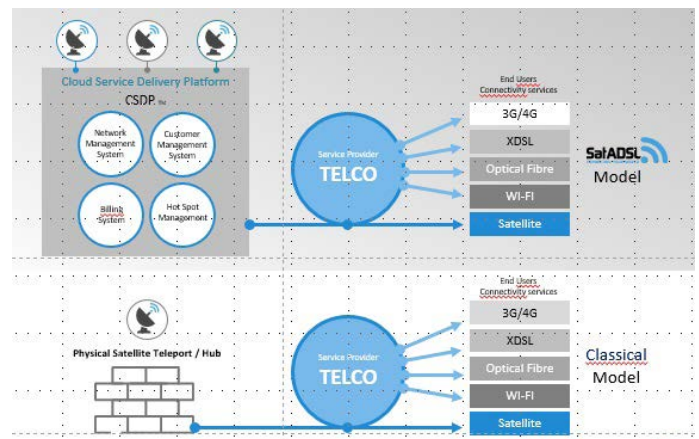 Cloud Service Delivery Platform
CSDP TM
Network
Management
System
Customer
Management
System
Billing
System
Hot Spot
Management
Service Provider
TELCO
End Users
Connectivity services
3G/4G
XDSL
Optical Fibre
WI-FI
Satellite
SatADSL
Model
Physical Satellite Teleport / Hub
Service Provider
TELCO
End Users
Connectivity services
3G/4G
XDSL
Optical Fibre
WI-FI
Satellite
Classical
Model